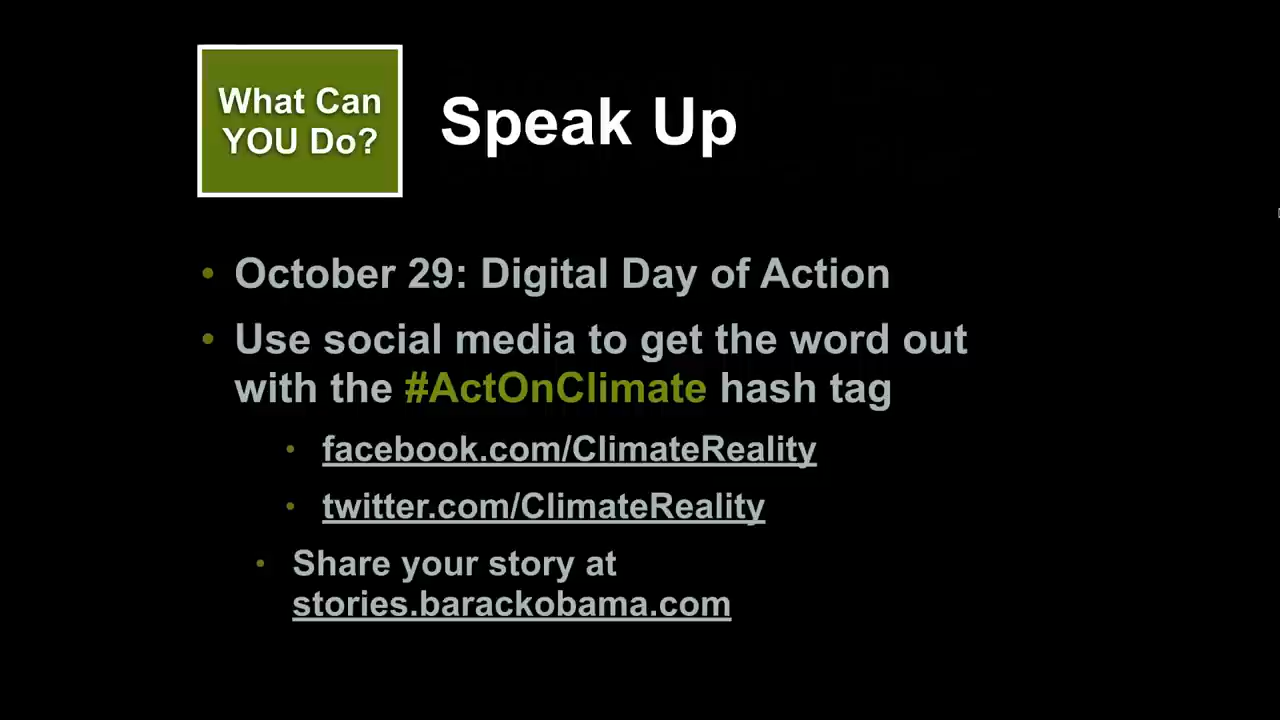 What Can
YOU Do?
Speak Up
• October 29: Digital Day of Action
• Use social media to get the word out
with the #ActOnClimate hash tag
• facebook.com/ClimateReality
• twitter.com/ClimateReality
• Share your story at
stories.barackobama.com